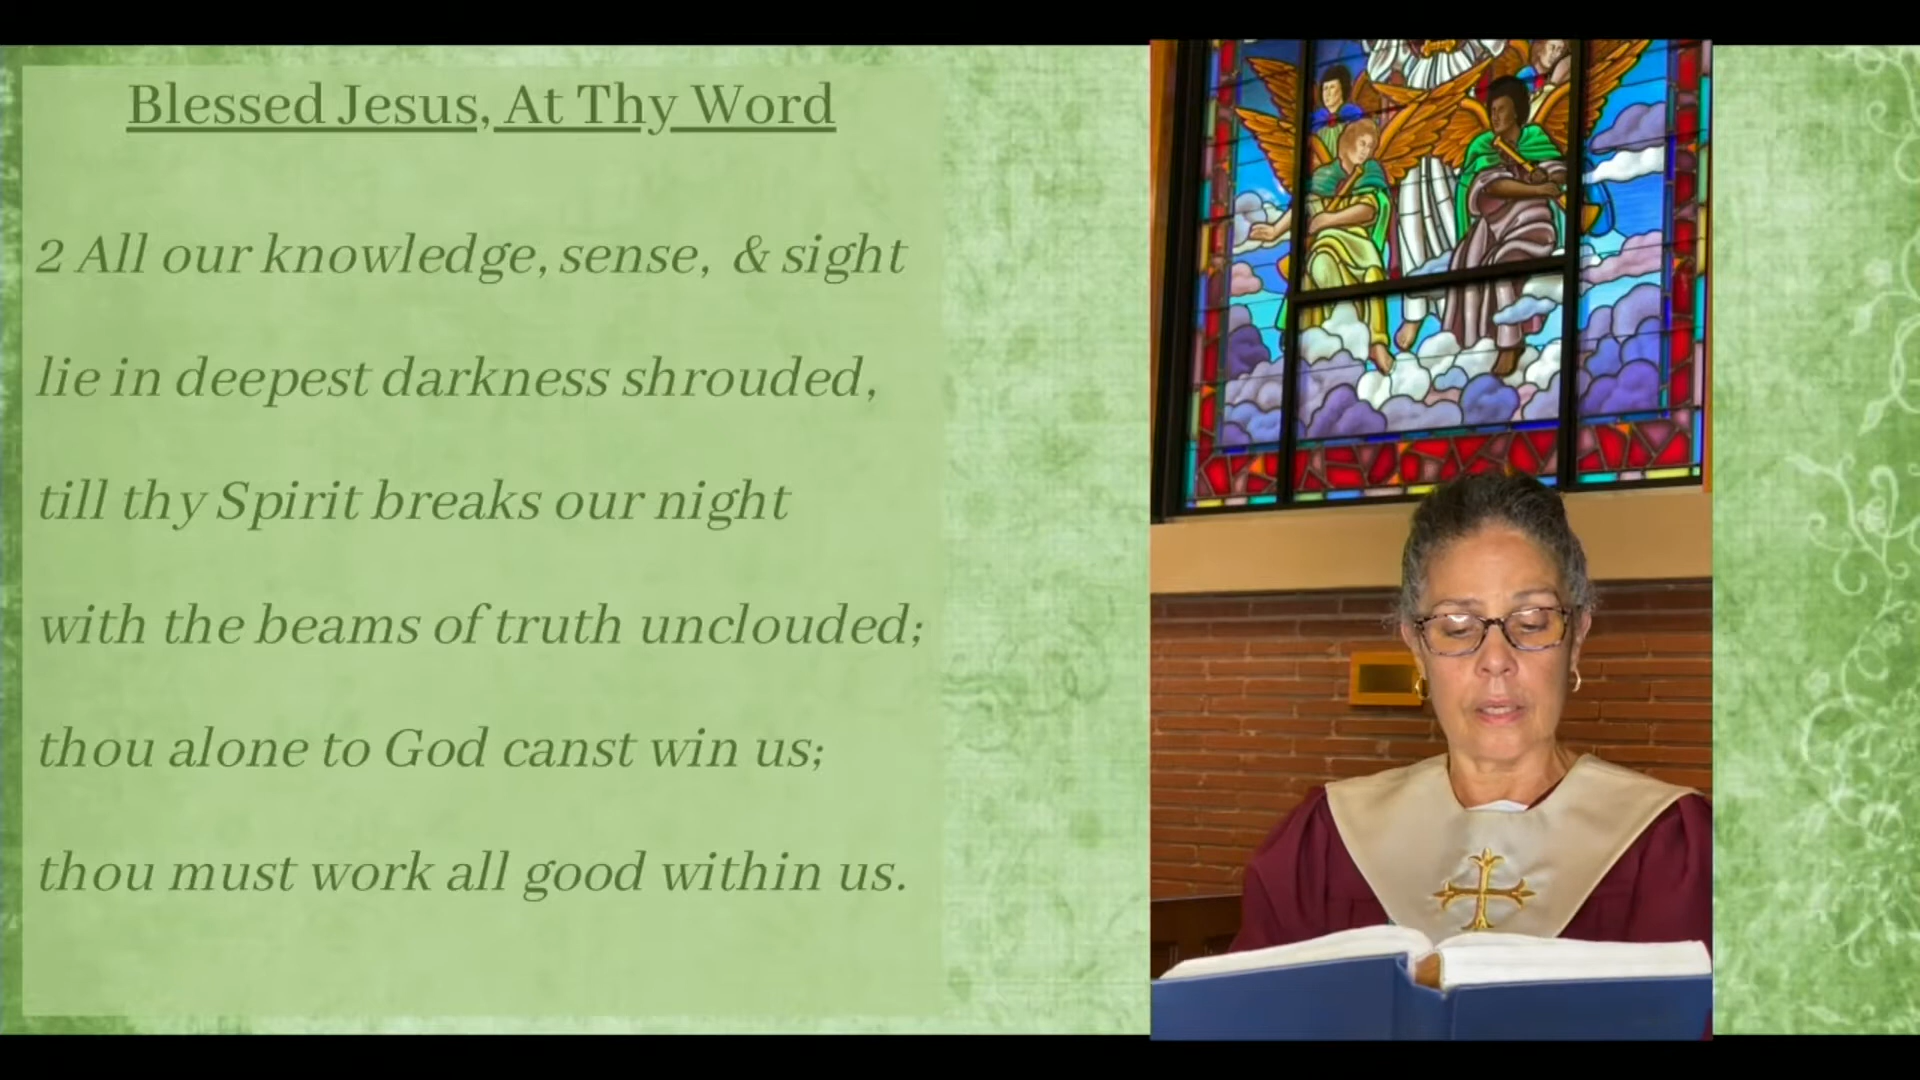 Blessed Jesus, At Thy Word
2 All our knowledge, sense, & sight
lie in deepest darkness shrouded,
till thy Spirit breaks our night
with the beams of truth unclouded;
thou alone to God canst win us;
thou must work all good within us.